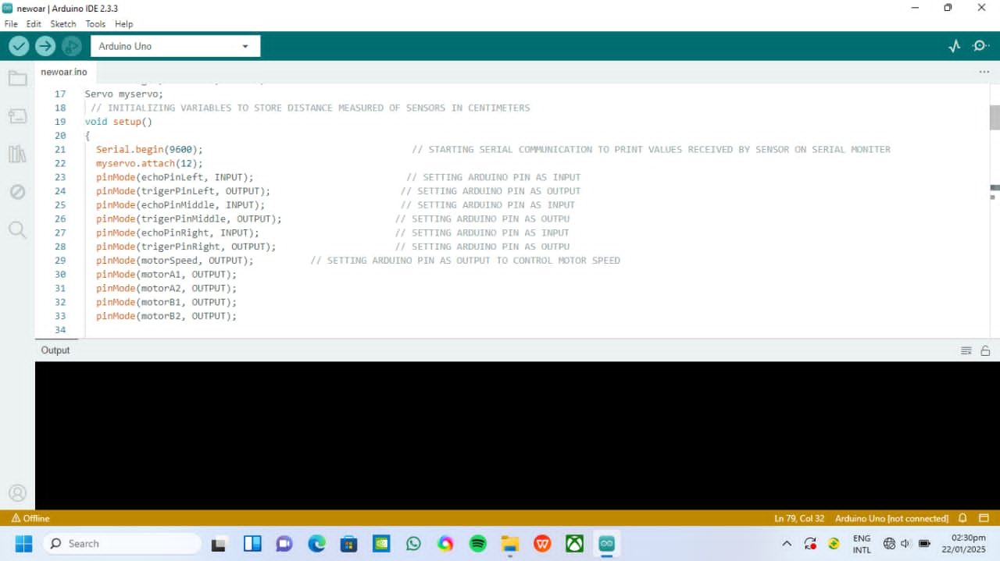 newoar | Arduino IDE 2.3.3
File Edit Sketch Tools Help
Arduino Uno
newoar.ino
17 Servo myservo;
18 // INITIALIZING VARIABLES TO STORE DISTANCE MEASURED OF SENSORS IN CENTIMETERS
19 void setup()
20 {
21 Serial.begin(9600); // STARTING SERIAL COMMUNICATION TO PRINT VALUES RECEIVED BY SENSOR ON SERIAL MONITER
22 myservo.attach(12);
23 pinMode(echoPinLeft, INPUT); // SETTING ARDUINO PIN AS INPUT
24 pinMode(trigerPinLeft, OUTPUT); // SETTING ARDUINO PIN AS OUTPUT
25 pinMode(echoPinMiddle, INPUT); // SETTING ARDUINO PIN AS INPUT
26 pinMode(trigerPinMiddle, OUTPUT); // SETTING ARDUINO PIN AS OUTPU
27 pinMode(echoPinRight, INPUT); // SETTING ARDUINO PIN AS INPUT
28 pinMode(trigerPinRight, OUTPUT); // SETTING ARDUINO PIN AS OUTPU
29 pinMode(motorSpeed, OUTPUT); // SETTING ARDUINO PIN AS OUTPUT TO CONTROL MOTOR SPEED
30 pinMode(motorA1, OUTPUT);
31 pinMode(motorA2, OUTPUT);
32 pinMode(motorB1, OUTPUT);
33 pinMode(motorB2, OUTPUT);
34
Output
Offline Ln 79, Col 32 Arduino Uno [not connected]
Search
ENG
INTL
02:30pm
22/01/2025